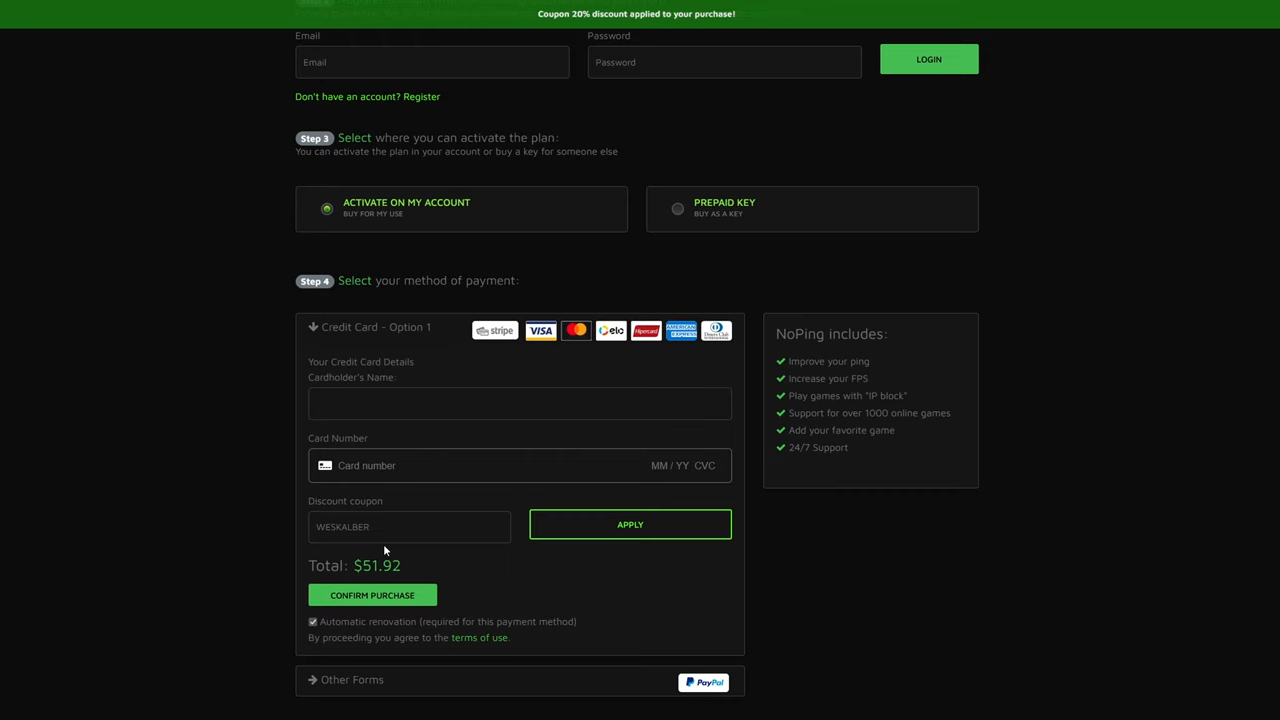 Coupon 20% discount applied to your purchase!
Email
Password
Email
Password
LOGIN
Don't have an account? Register
Step 3 Select where you can activate the plan:
You can activate the plan in your account or buy a key for someone else
ACTIVATE ON MY ACCOUNT
BUY FOR MY USE
PREPAID KEY
BUY AS A KEY
Step 4 Select your method of payment:
Credit Card - Option 1
stripe
VISA
elo
Hipercard
AMERICAN EXPRESS
Diners Club
INTERNATIONAL
Your Credit Card Details
Cardholder's Name:
Card Number
Card number
MM / YY CVC
Discount coupon
WESKALBER
APPLY
Total: $51.92
CONFIRM PURCHASE
Automatic renovation (required for this payment method)
By proceeding you agree to the terms of use.
Other Forms
PayPal
NoPing includes:
Improve your ping
Increase your FPS
Play games with "IP block"
Support for over 1000 online games
Add your favorite game
24/7 Support